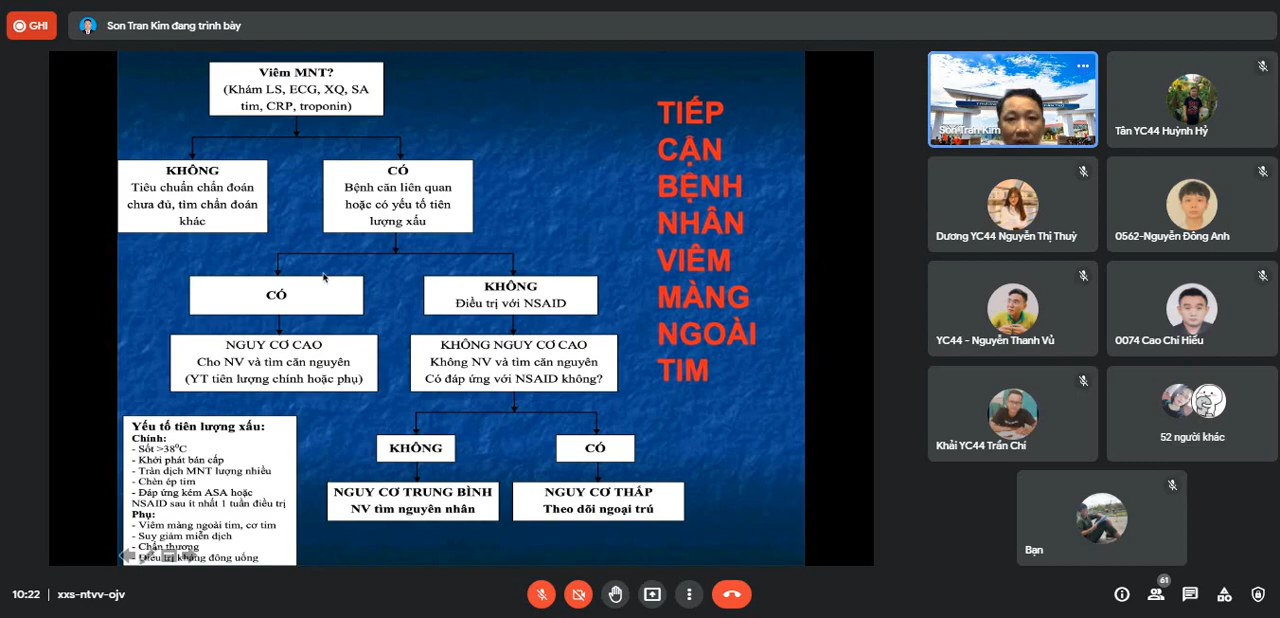 GHI
Son Tran Kim đang trình bày
Viêm MNT?
(Khám LS, ECG, XQ, SA
tim, CRP, troponin)
KHÔNG
Tiêu chuẩn chẩn đoán
chưa đủ, tìm chẩn đoán
khác
CÓ
Bệnh căn liên quan
hoặc có yếu tố tiên
lượng xấu
CÓ
KHÔNG
Điều trị với NSAID
NGUY CƠ CAO
Cho NV và tìm căn nguyên
(YT tiên lượng chính hoặc phụ)
KHÔNG NGUY CƠ CAO
Không NV và tìm căn nguyên
Có đáp ứng với NSAID không?
KHÔNG
CÓ
NGUY CƠ TRUNG BÌNH
NV tìm nguyên nhân
NGUY CƠ THẤP
Theo dõi ngoại trú
Yếu tố tiên lượng xấu:
Chính:
- Sốt >38⁰C
- Khởi phát bán cấp
- Tràn dịch MNT lượng nhiều
- Chèn ép tim
- Đáp ứng kém ASA hoặc
NSAID sau ít nhất 1 tuần điều trị
Phụ:
- Viêm màng ngoài tim, cơ tim
- Suy giảm miễn dịch
- Chấn thương
- Điều trị kháng đông uống
TIẾP
CẬN
BỆNH
NHÂN
VIÊM
MÀNG
NGOÀI
TIM
Son Tran Kim
Tân YC44 Huỳnh Hỷ
Dương YC44 Nguyễn Thị Thuỳ
0562-Nguyễn Đông Anh
YC44 - Nguyễn Thanh Vủ
0074 Cao Chí Hiếu
Khải YC44 Trần Chí
52 người khác
Bạn
10:22 | xxs-ntvv-ojv
61